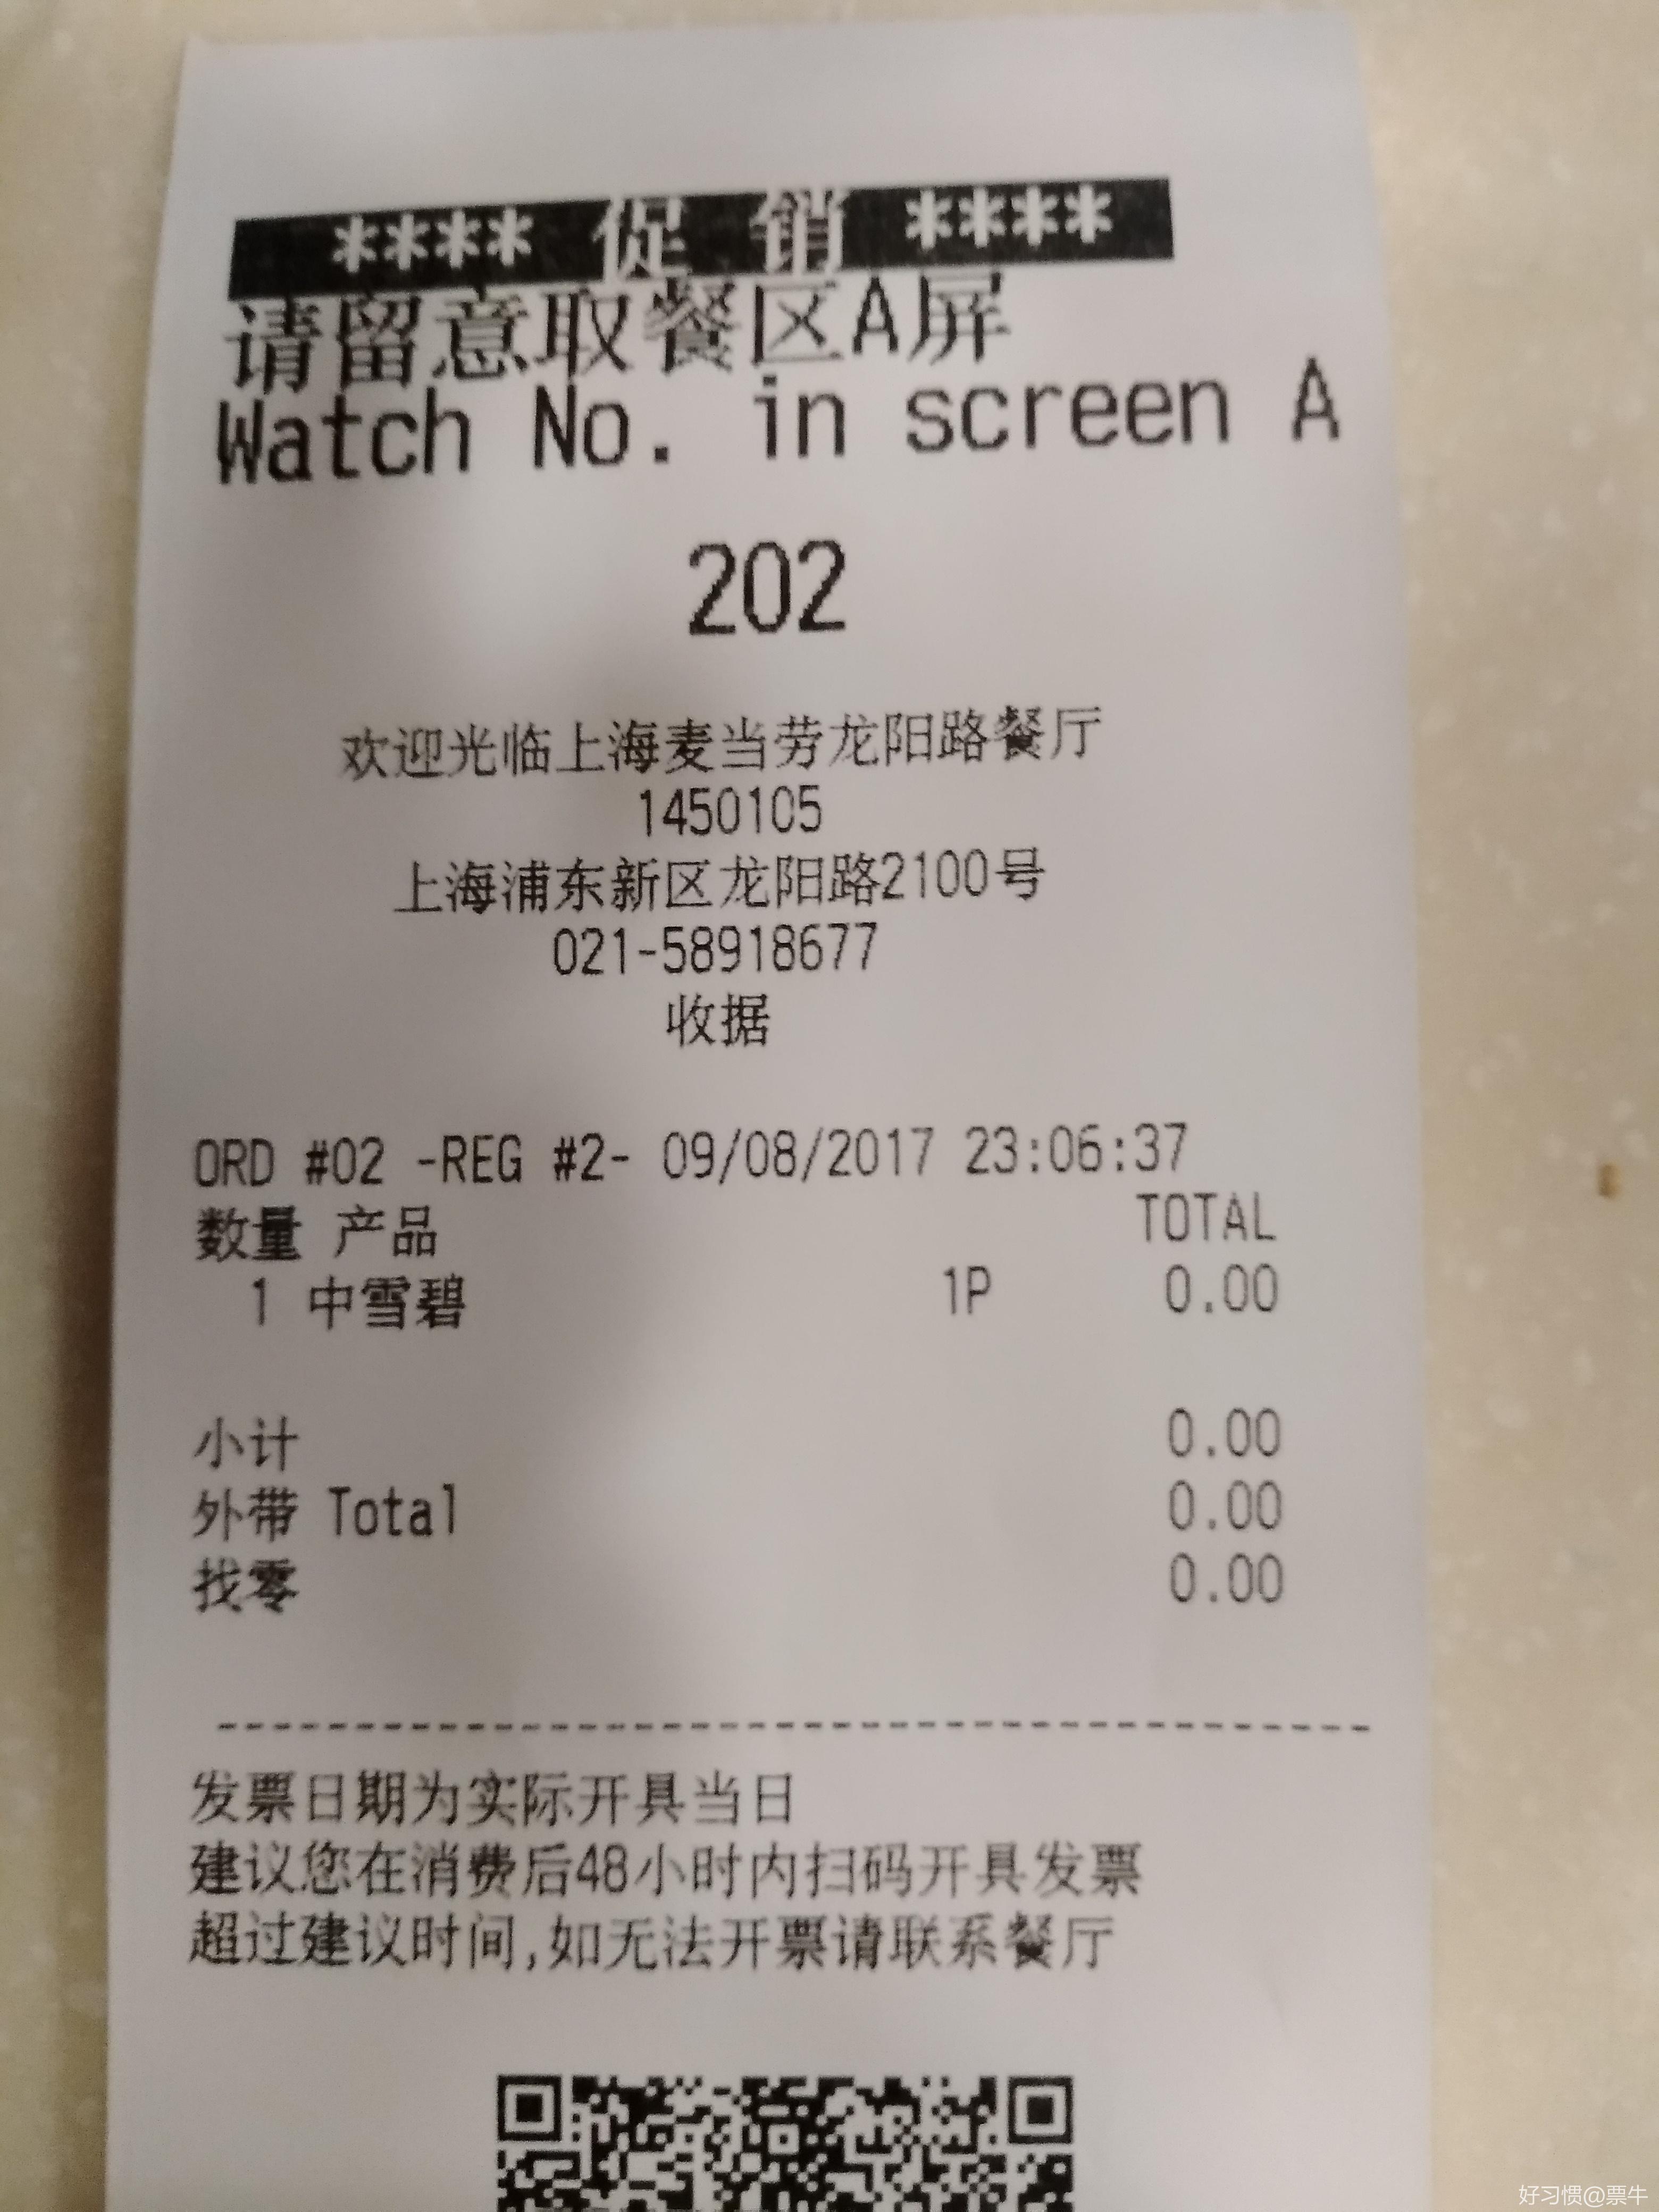 **** 促 销 ****
请留意取餐区A屏
Watch No. in screen A
202
欢迎光临上海麦当劳龙阳路餐厅
1450105
上海浦东新区龙阳路2100号
021-58918677
收据
ORD #02 -REG #2- 09/08/2017 23:06:37
数量 产品 TOTAL
1 中雪碧 1P 0.00
小计 0.00
外带 Total 0.00
找零 0.00
发票日期为实际开具当日
建议您在消费后48小时内扫码开具发票
超过建议时间,如无法开票请联系餐厅
好习惯@票牛